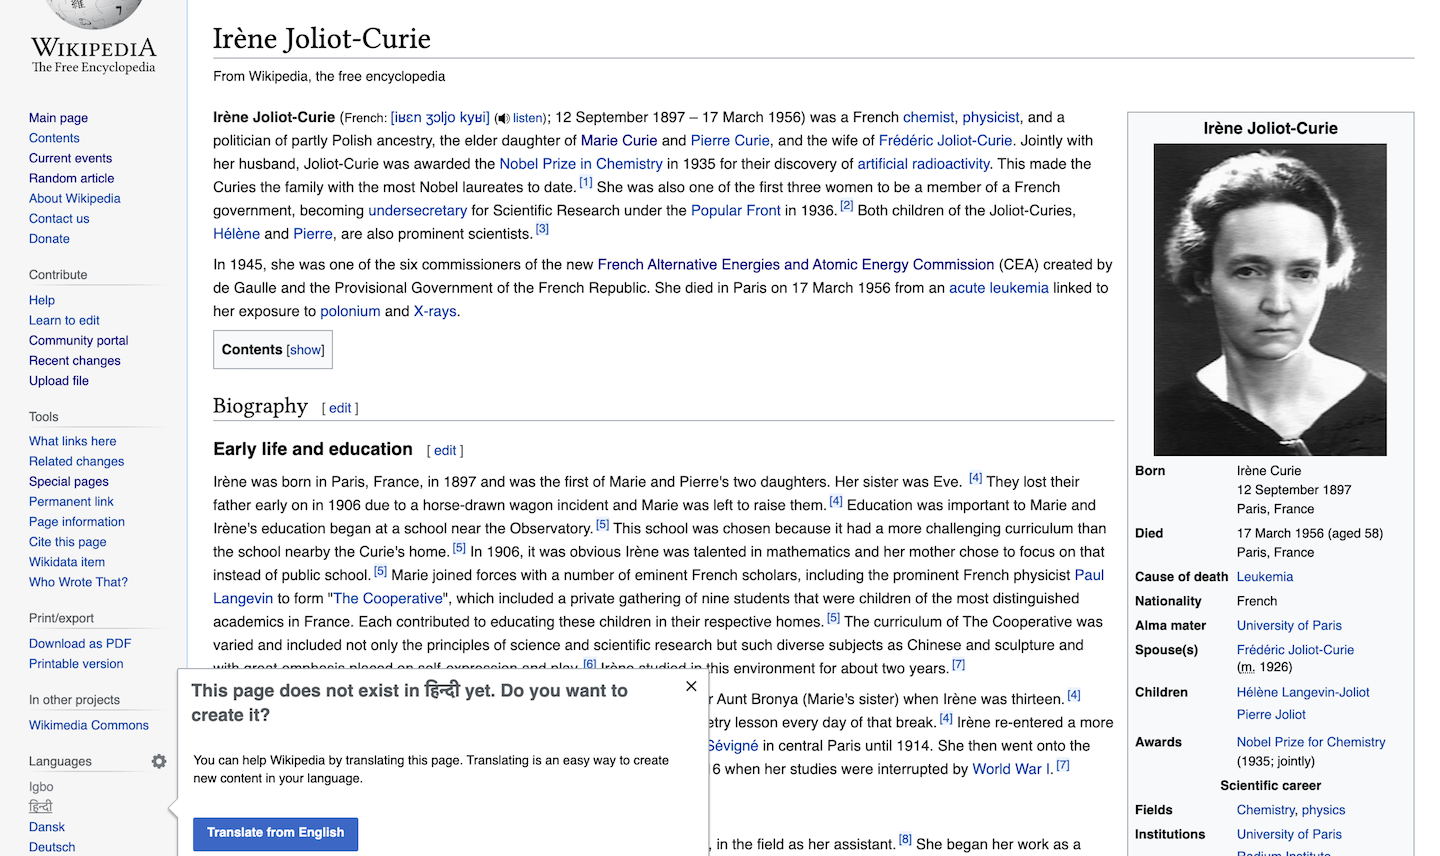 WIKIPEDIA
The Free Encyclopedia
Main page
Contents
Current events
Random article
About Wikipedia
Contact us
Donate
Contribute
Help
Learn to edit
Community portal
Recent changes
Upload file
Tools
What links here
Related changes
Special pages
Permanent link
Page information
Cite this page
Wikidata item
Who Wrote That?
Print/export
Download as PDF
Printable version
In other projects
Wikimedia Commons
Languages
Igbo
हिन्दी
Dansk
Deutsch
Irène Joliot-Curie
From Wikipedia, the free encyclopedia
Irène Joliot-Curie (French: [iʁɛn ʒɔljo kyʁi] (listen); 12 September 1897 – 17 March 1956) was a French chemist, physicist, and a
politician of partly Polish ancestry, the elder daughter of Marie Curie and Pierre Curie, and the wife of Frédéric Joliot-Curie. Jointly with
her husband, Joliot-Curie was awarded the Nobel Prize in Chemistry in 1935 for their discovery of artificial radioactivity. This made the
Curies the family with the most Nobel laureates to date. [1] She was also one of the first three women to be a member of a French
government, becoming undersecretary for Scientific Research under the Popular Front in 1936. [2] Both children of the Joliot-Curies,
Hélène and Pierre, are also prominent scientists. [3]
In 1945, she was one of the six commissioners of the new French Alternative Energies and Atomic Energy Commission (CEA) created by
de Gaulle and the Provisional Government of the French Republic. She died in Paris on 17 March 1956 from an acute leukemia linked to
her exposure to polonium and X-rays.
Contents [show]
Biography [ edit ]
Early life and education [ edit ]
Irène was born in Paris, France, in 1897 and was the first of Marie and Pierre's two daughters. Her sister was Eve. [4] They lost their
father early on in 1906 due to a horse-drawn wagon incident and Marie was left to raise them. [4] Education was important to Marie and
Irène's education began at a school near the Observatory. [5] This school was chosen because it had a more challenging curriculum than
the school nearby the Curie's home. [5] In 1906, it was obvious Irène was talented in mathematics and her mother chose to focus on that
instead of public school. [5] Marie joined forces with a number of eminent French scholars, including the prominent French physicist Paul
Langevin to form "The Cooperative", which included a private gathering of nine students that were children of the most distinguished
academics in France. Each contributed to educating these children in their respective homes. [5] The curriculum of The Cooperative was
varied and included not only the principles of science and scientific research but such diverse subjects as Chinese and sculpture and
with great emphasis placed on self-expression and play. [6] Irène studied in this environment for about two years. [7]
r Aunt Bronya (Marie's sister) when Irène was thirteen. [4]
etry lesson every day of that break. [4] Irène re-entered a more
Sévigné in central Paris until 1914. She then went onto the
6 when her studies were interrupted by World War I. [7]
, in the field as her assistant. [8] She began her work as a
This page does not exist in हिन्दी yet. Do you want to
create it?
You can help Wikipedia by translating this page. Translating is an easy way to create
new content in your language.
Translate from English
Irène Joliot-Curie
Born Irène Curie
12 September 1897
Paris, France
Died 17 March 1956 (aged 58)
Paris, France
Cause of death Leukemia
Nationality French
Alma mater University of Paris
Spouse(s) Frédéric Joliot-Curie
(m. 1926)
Children Hélène Langevin-Joliot
Pierre Joliot
Awards Nobel Prize for Chemistry
(1935; jointly)
Scientific career
Fields Chemistry, physics
Institutions University of Paris
Radium Institute